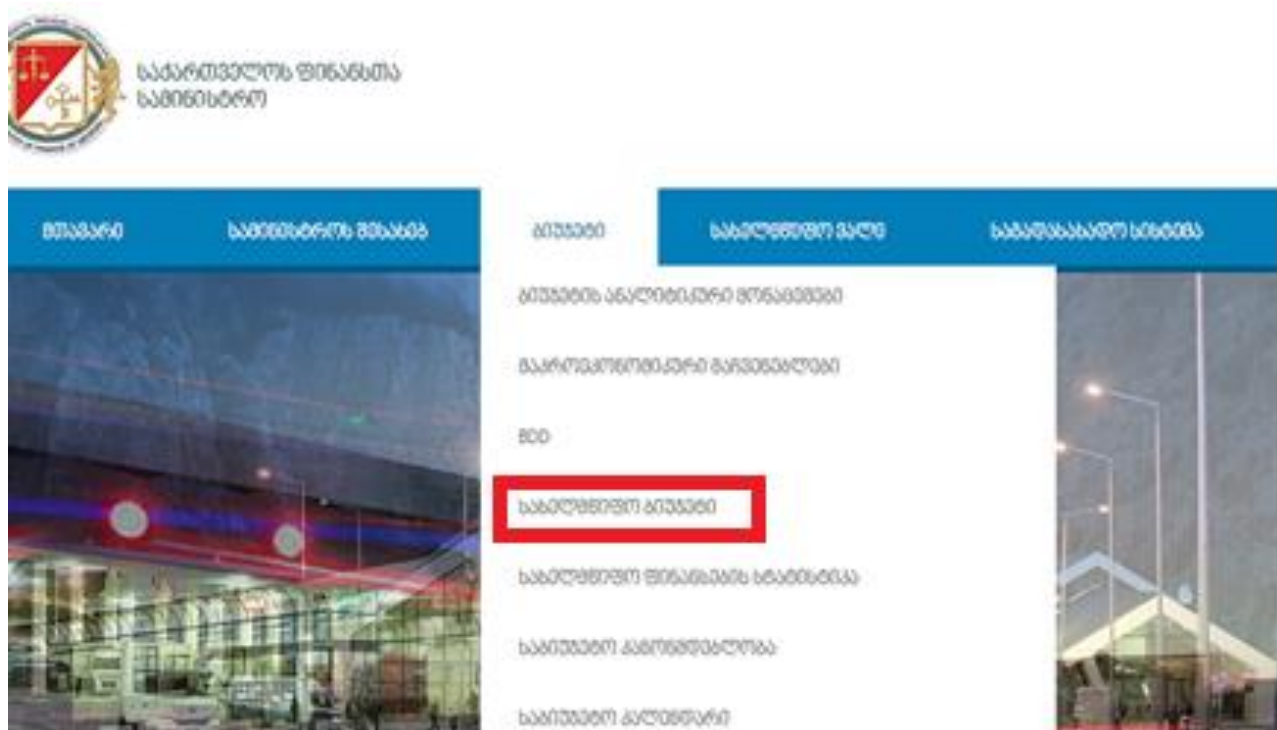 საქართველოს ფინანსთა
სამინისტრო
მთავარი
სამინისტროს შესახებ
ბიუჯეტი
სახელმწიფო ვალი
საგადასახადო სისტემა
ბიუჯეტის ანალიტიკური მონაცემები
მაკროეკონომიკური მაჩვენებლები
BDD
სახელმწიფო ბიუჯეტი
სახელმწიფო ფინანსების სტატისტიკა
საბიუჯეტო კანონმდებლობა
საბიუჯეტო კალენდარი